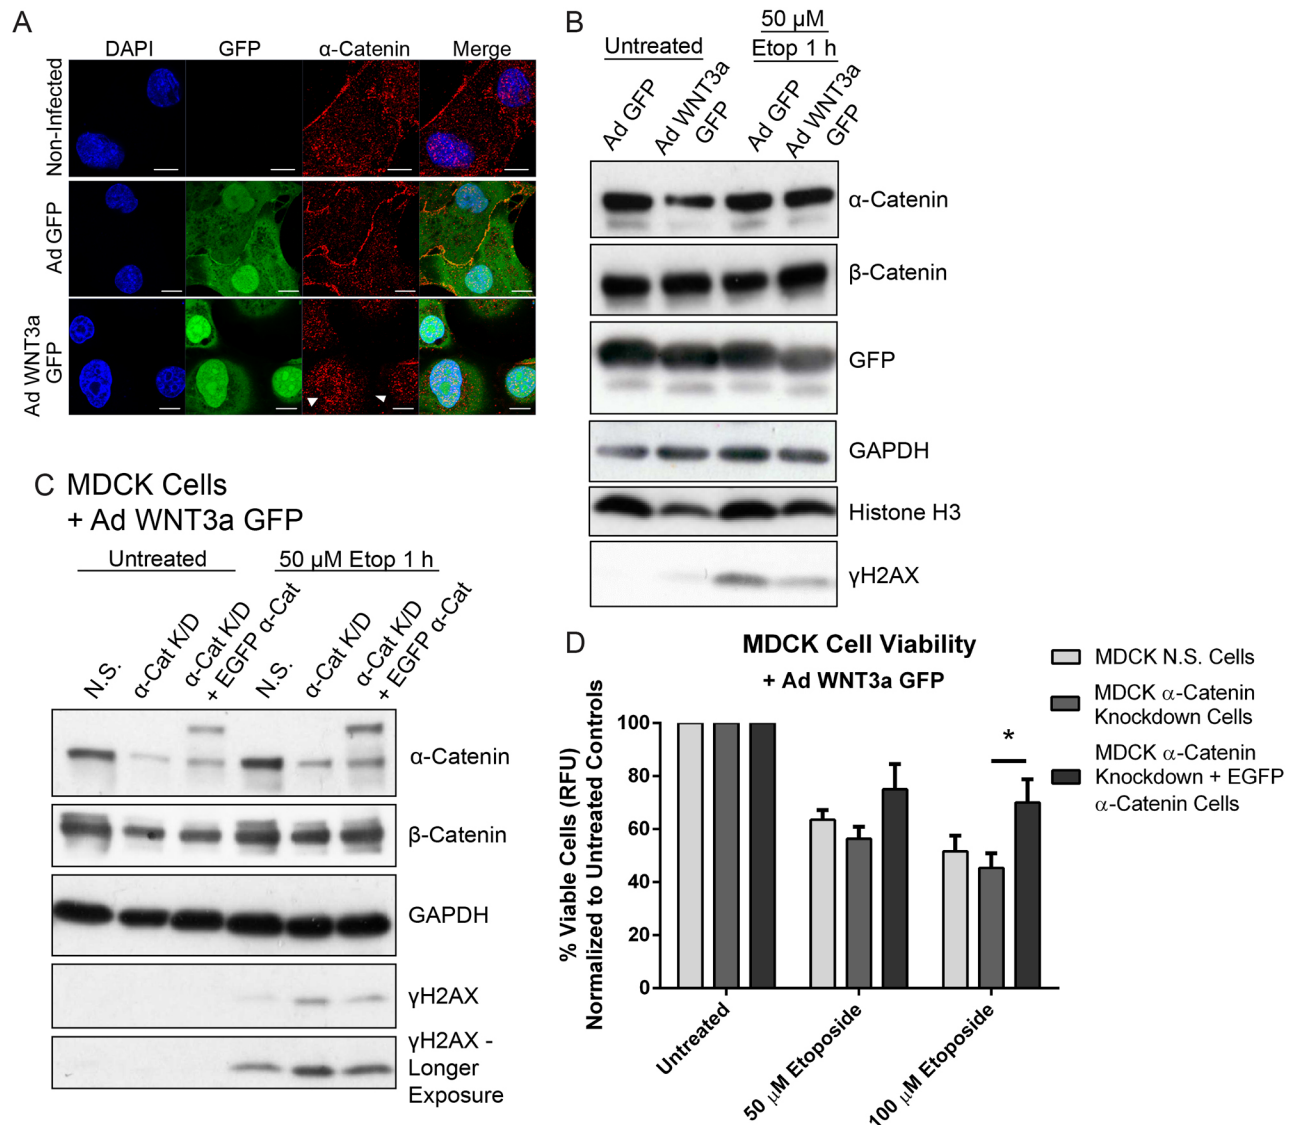 A
DAPI GFP α-Catenin Merge
Non-Infected
Ad GFP
Ad WNT3a
GFP
B
50 µM
Untreated Etop 1 h
Ad GFP
Ad WNT3a
GFP
Ad GFP
Ad WNT3a
GFP
α-Catenin
β-Catenin
GFP
GAPDH
Histone H3
γH2AX
C MDCK Cells
+ Ad WNT3a GFP
Untreated 50 µM Etop 1 h
N.S.
α-Cat K/D
α-Cat K/D
+ EGFP α-Cat
N.S.
α-Cat K/D
α-Cat K/D
+ EGFP α-Cat
α-Catenin
β-Catenin
GAPDH
γH2AX
γH2AX -
Longer
Exposure
D
MDCK Cell Viability
+ Ad WNT3a GFP
% Viable Cells (RFU)
Normalized to Untreated Controls
100
80
60
40
20
0
*
Untreated
50 µM Etoposide
100 µM Etoposide
MDCK N.S. Cells
MDCK α-Catenin
Knockdown Cells
MDCK α-Catenin
Knockdown + EGFP
α-Catenin Cells